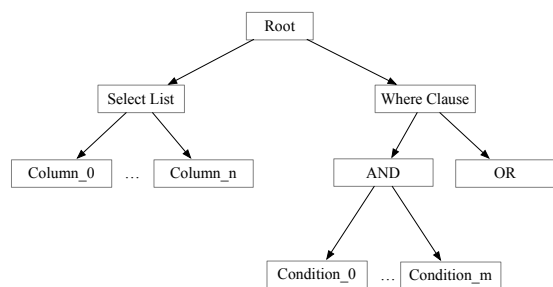 Root
Select List Where Clause
Column_0 … Column_n AND OR
Condition_0 … Condition_m